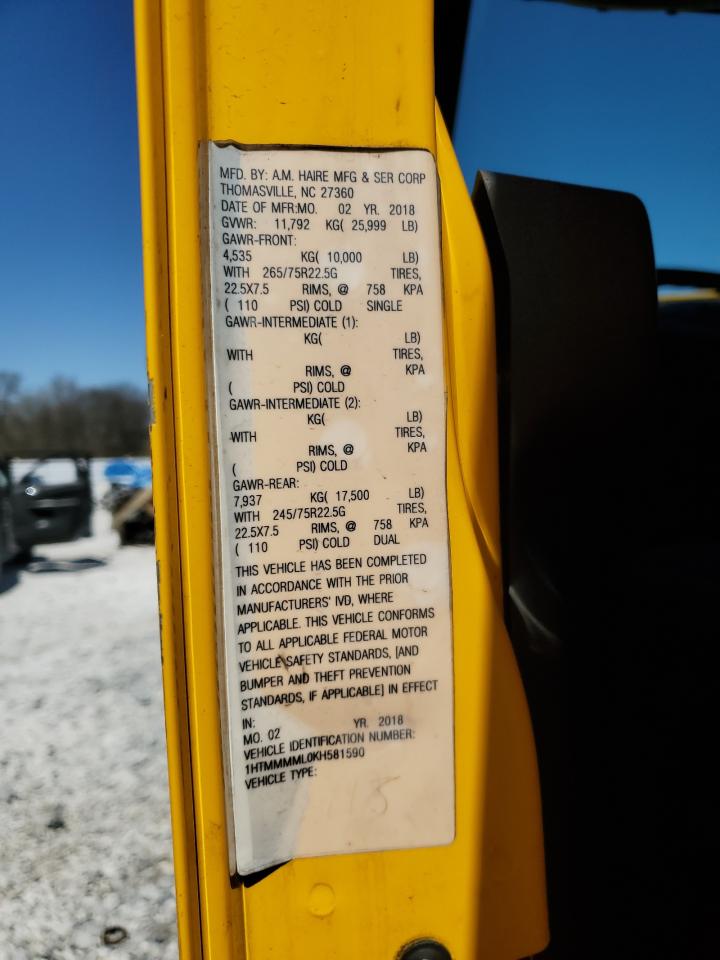 MFD. BY: A.M. HAIRE MFG & SER CORP
THOMASVILLE, NC 27360
DATE OF MFR:MO. 02 YR. 2018
GVWR: 11,792 KG( 25,999 LB)
GAWR-FRONT:
4,535 KG( 10,000 LB)
WITH 265/75R22.5G TIRES,
22.5X7.5 RIMS, @ 758 KPA
( 110 PSI) COLD SINGLE
GAWR-INTERMEDIATE (1):
KG( LB)
WITH TIRES,
RIMS, @ KPA
( PSI) COLD
GAWR-INTERMEDIATE (2):
KG( LB)
WITH TIRES,
RIMS, @ KPA
( PSI) COLD
GAWR-REAR:
7,937 KG( 17,500 LB)
WITH 245/75R22.5G TIRES,
22.5X7.5 RIMS, @ 758 KPA
( 110 PSI) COLD DUAL
THIS VEHICLE HAS BEEN COMPLETED
IN ACCORDANCE WITH THE PRIOR
MANUFACTURERS' IVD, WHERE
APPLICABLE. THIS VEHICLE CONFORMS
TO ALL APPLICABLE FEDERAL MOTOR
VEHICLE SAFETY STANDARDS, [AND
BUMPER AND THEFT PREVENTION
STANDARDS, IF APPLICABLE] IN EFFECT
IN:
MO. 02 YR. 2018
VEHICLE IDENTIFICATION NUMBER:
1HTMMMML0KH581590
VEHICLE TYPE: